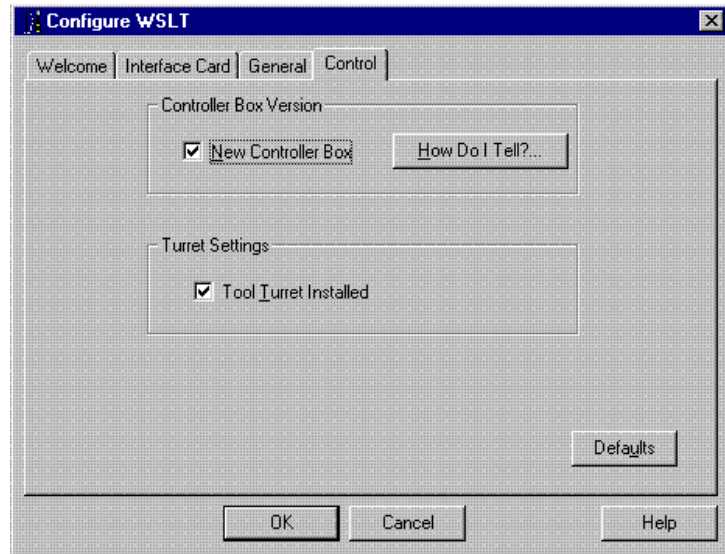 Configure WSLT
Welcome
Interface Card
General
Control
Controller Box Version
New Controller Box
How Do I Tell?...
Turret Settings
Tool Turret Installed
Defaults
OK
Cancel
Help